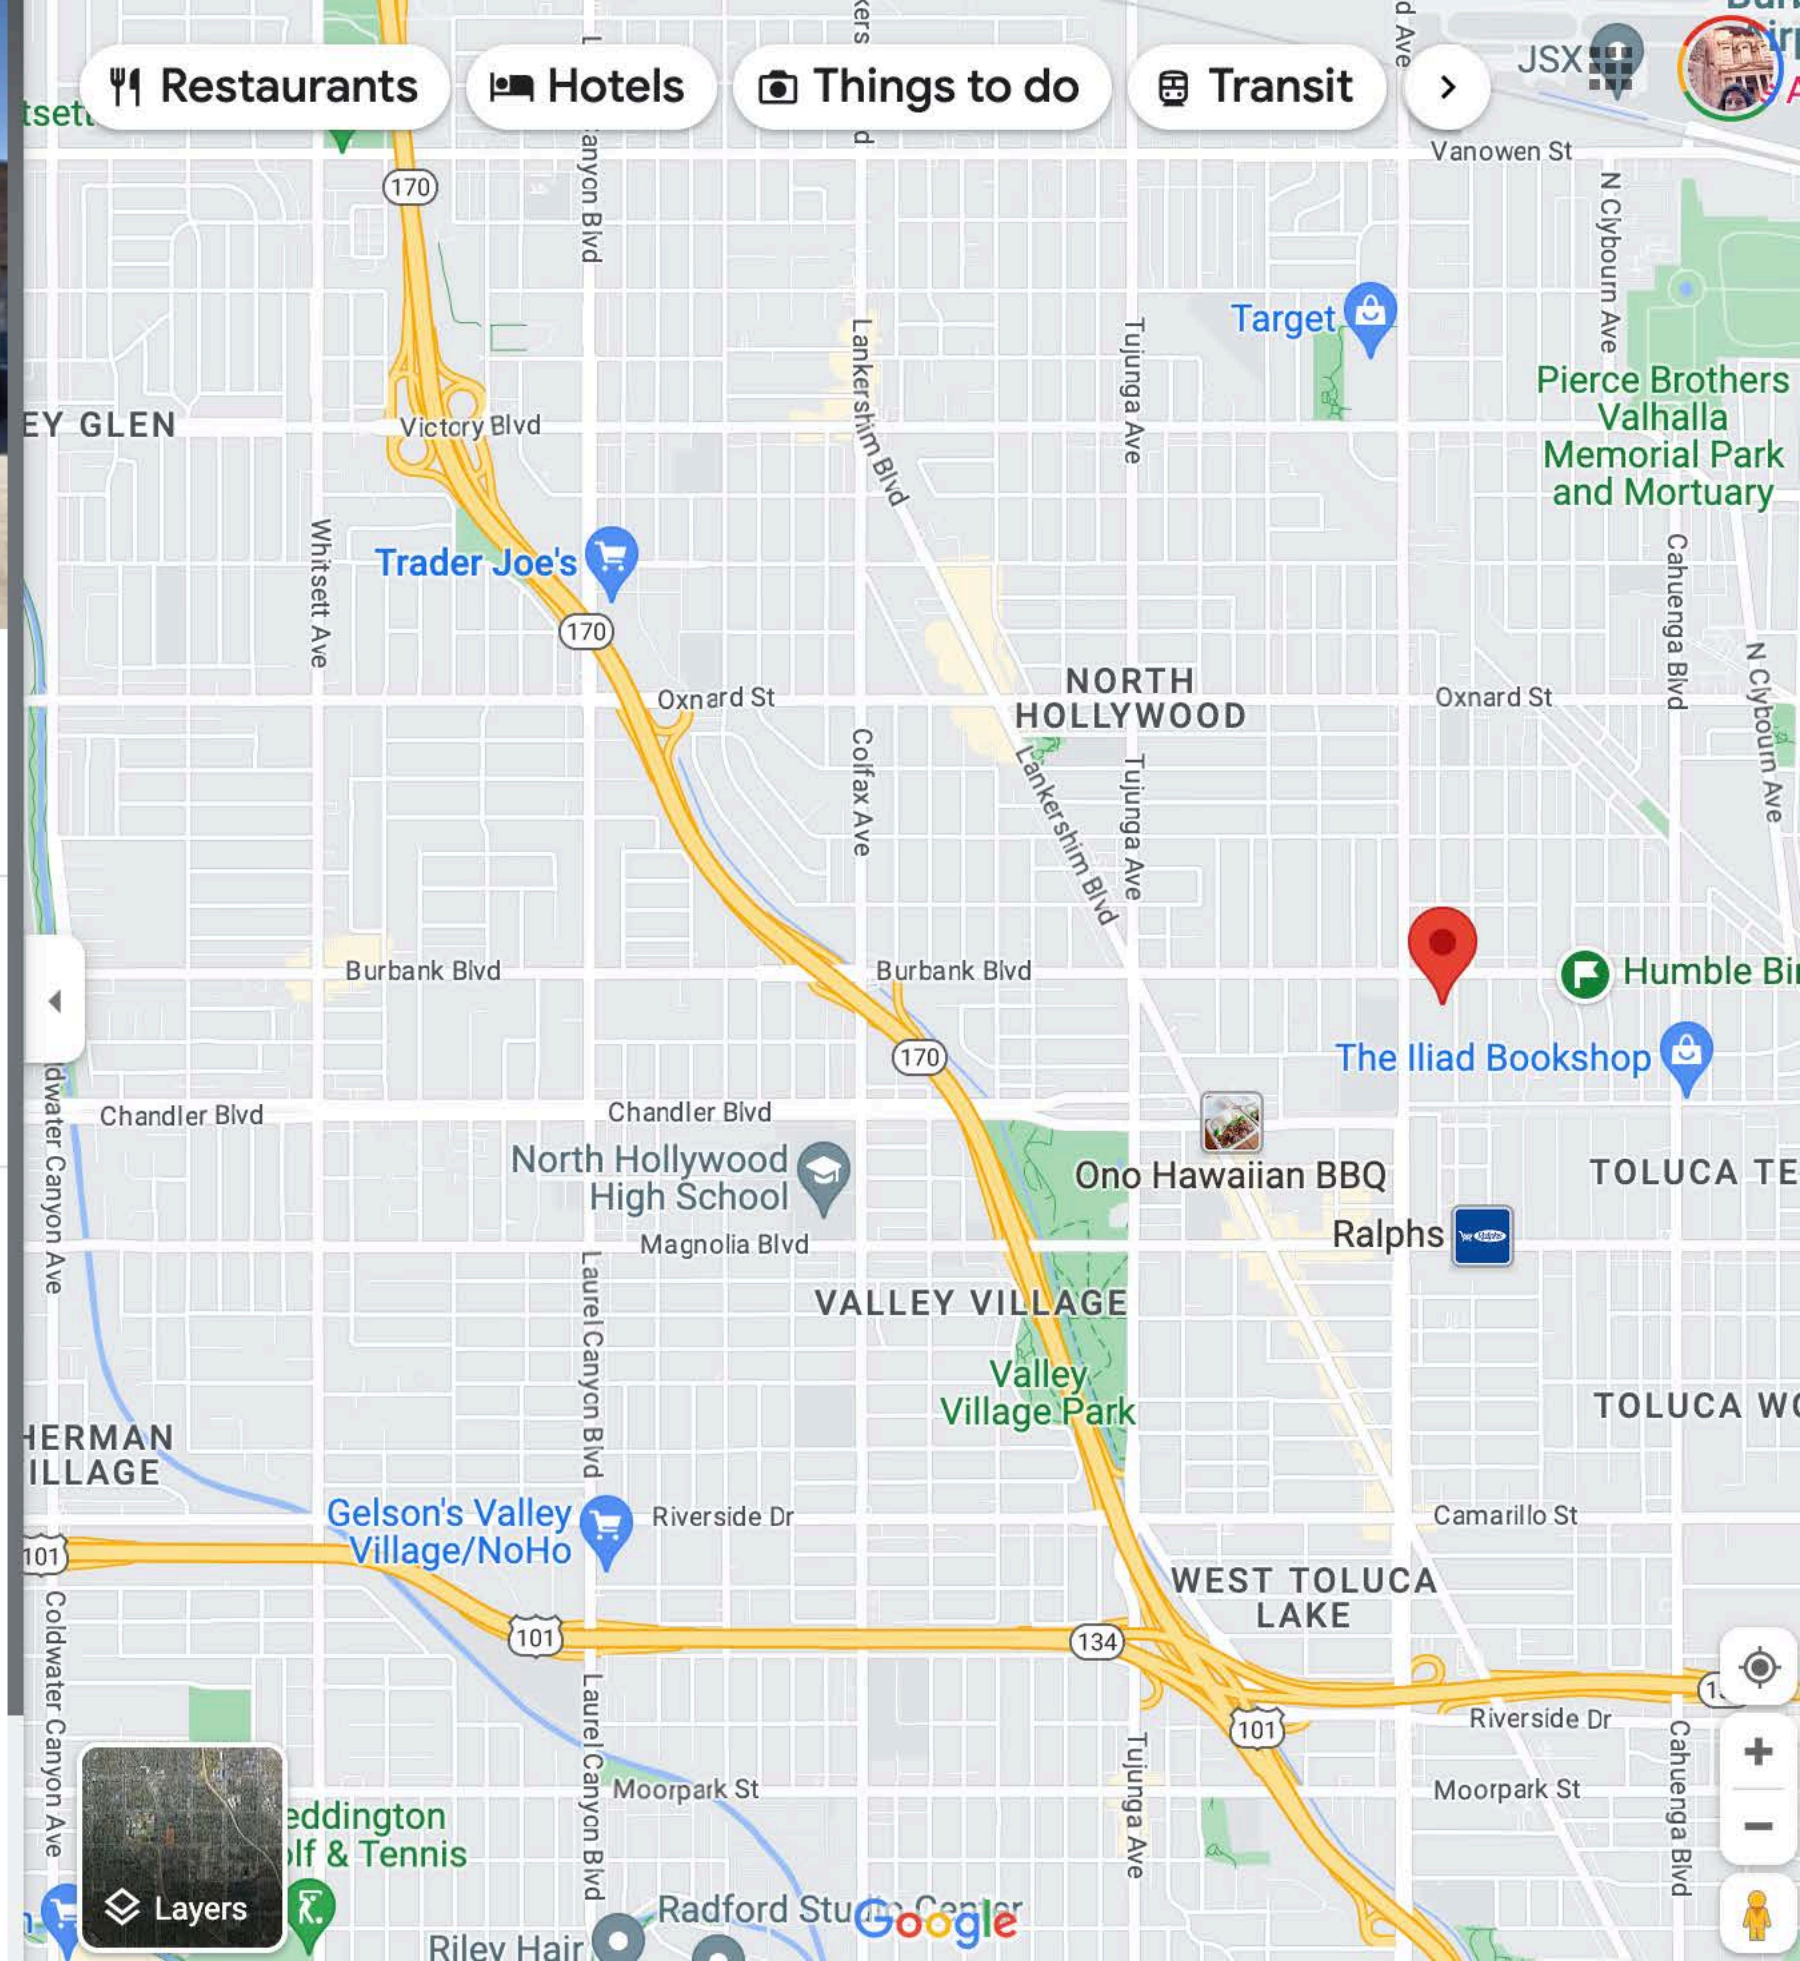 JSX
Restaurants
Hotels
Things to do
Transit
d Ave
Vanowen St
170
anyon Blvd
N Clybourn Ave
Target
Lankershim Blvd
Tujunga Ave
Pierce Brothers
Valhalla
Memorial Park
and Mortuary
EY GLEN
Victory Blvd
Whitsett Ave
Trader Joe's
Cahuenga Blvd
170
N Clybourn Ave
NORTH
HOLLYWOOD
Oxnard St
Oxnard St
Colfax Ave
Lankershim Blvd
Tujunga Ave
Burbank Blvd
Burbank Blvd
Humble Bir
170
The Iliad Bookshop
dwater Canyon Ave
Chandler Blvd
Chandler Blvd
North Hollywood
High School
Ono Hawaiian BBQ
TOLUCA TE
Magnolia Blvd
Ralphs
Laurel Canyon Blvd
VALLEY VILLAGE
Valley
Village Park
TOLUCA WO
HERMAN
ILLAGE
Gelson's Valley
Village/NoHo
Riverside Dr
Camarillo St
101
WEST TOLUCA
LAKE
Coldwater Canyon Ave
101
134
Laurel Canyon Blvd
101
Riverside Dr
Tujunga Ave
Cahuenga Blvd
Moorpark St
Moorpark St
eddington
olf & Tennis
Layers
Radford Studio Center
Google
Riley Hair